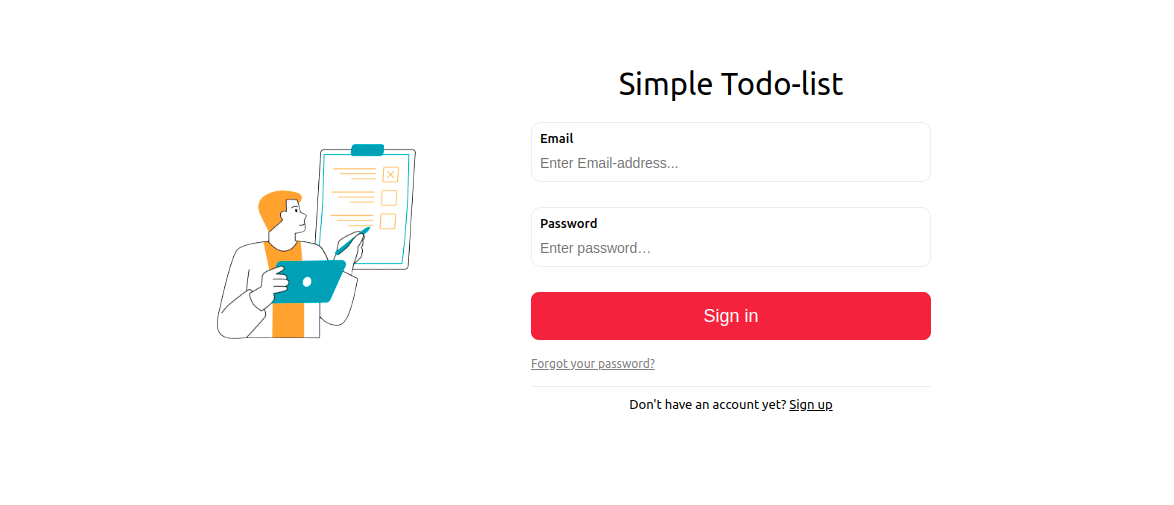 Simple Todo-list
Email
Enter Email-address...
Password
Enter password…
Sign in
Forgot your password?
Don't have an account yet? Sign up